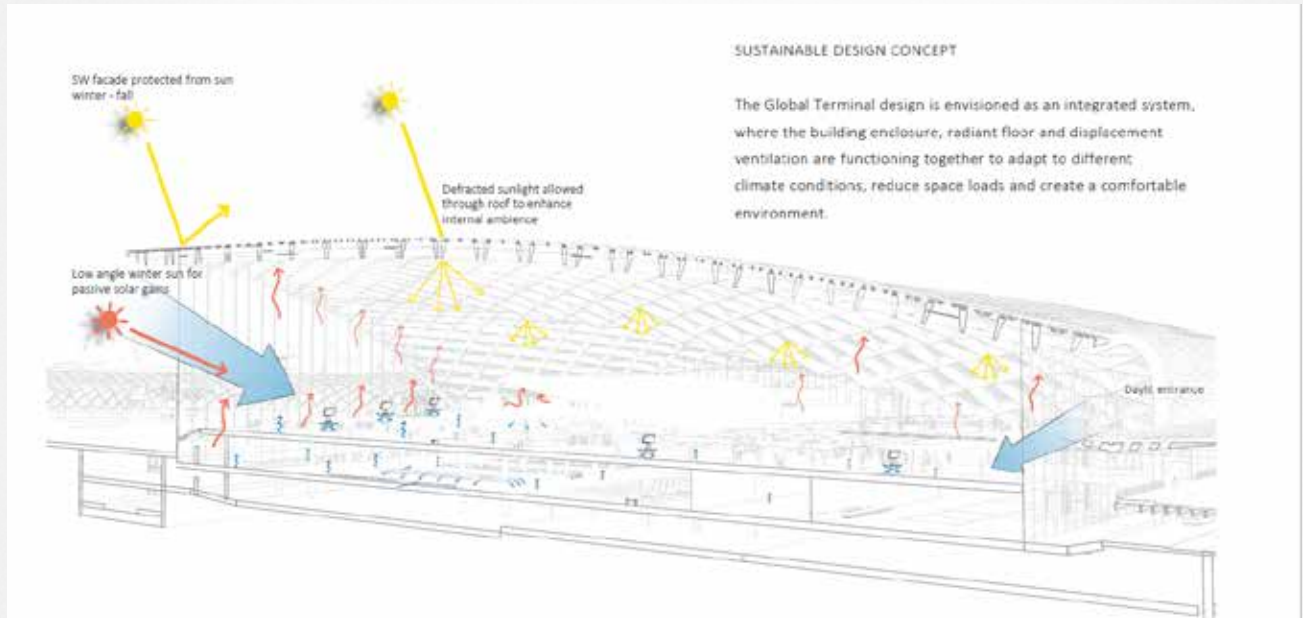 SUSTAINABLE DESIGN CONCEPT
The Global Terminal design is envisioned as an integrated system,
where the building enclosure, radiant floor and displacement
ventilation are functioning together to adapt to different
climate conditions, reduce space loads and create a comfortable
environment.
SW facade protected from sun
winter - fall
Defracted sunlight allowed
through roof to enhance
internal ambience
Low angle winter sun for
passive solar gains
Daylit entrance